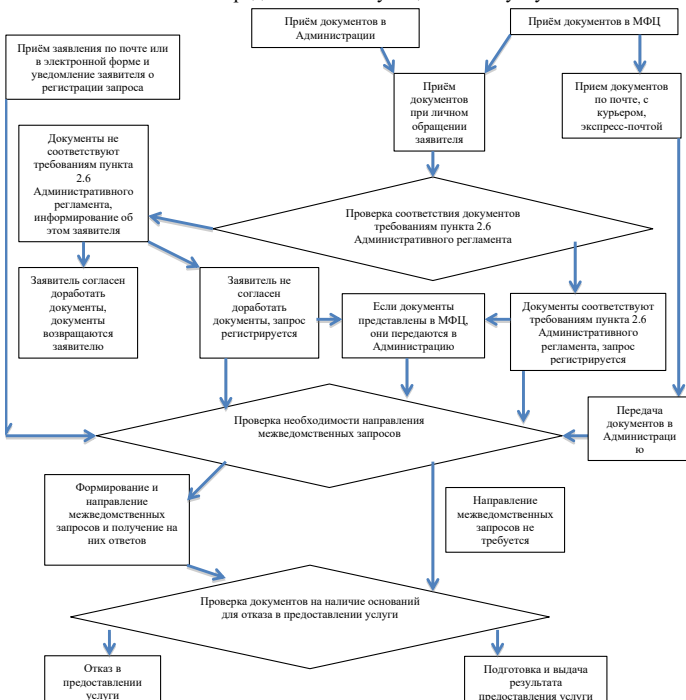 Приём заявления по почте или
в электронной форме и
уведомление заявителя о
регистрации запроса
Приём документов в
Администрации
Приём документов в МФЦ
Приём
документов
при личном
обращении
заявителя
Прием документов
по почте, с
курьером,
экспресс-почтой
Документы не
соответствуют
требованиям пункта
2.6
Административного
регламента,
информирование об
этом заявителя
Проверка соответствия документов
требованиям пункта 2.6
Административного регламента
Заявитель согласен
доработать
документы,
документы
возвращаются
заявителю
Заявитель не
согласен
доработать
документы, запрос
регистрируется
Если документы
представлены в МФЦ,
они передаются в
Администрацию
Документы соответствуют
требованиям пункта 2.6
Административного
регламента, запрос
регистрируется
Проверка необходимости направления
межведомственных запросов
Передача
документов в
Администраци
ю
Формирование и
направление
межведомственных
запросов и получение на
них ответов
Направление
межведомственных
запросов не
требуется
Проверка документов на наличие оснований
для отказа в предоставлении услуги
Отказ в
предоставлении
услуги
Подготовка и выдача
результата
предоставления услуги